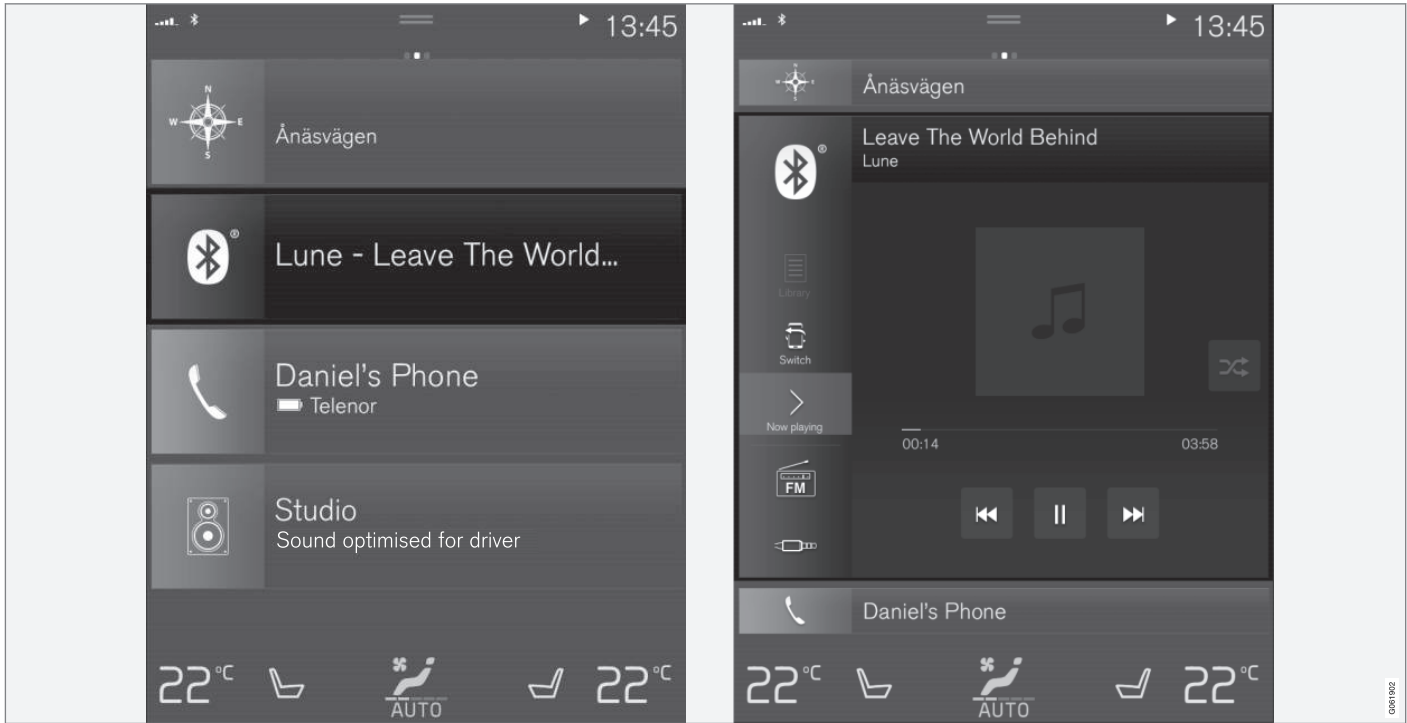 13:45
N
W E
S
Ånäsvägen
®
Lune - Leave The World...
Daniel's Phone
Telenor
Studio
Sound optimised for driver
22°C
AUTO
22°C
13:45
N
W E
S
Ånäsvägen
®
Leave The World Behind
Lune
Library
Switch
Now playing
00:14
03:58
FM
Daniel's Phone
22°C
AUTO
22°C
G061902